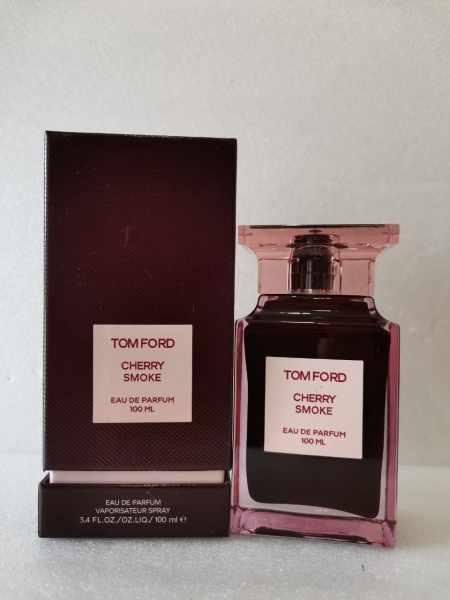 TOM FORD
CHERRY
SMOKE
EAU DE PARFUM
100 ML
EAU DE PARFUM
VAPORISATEUR SPRAY
3.4 FL.OZ./OZ.LIQ/ 100 ml ℮
TOM FORD
CHERRY
SMOKE
EAU DE PARFUM
100 ML